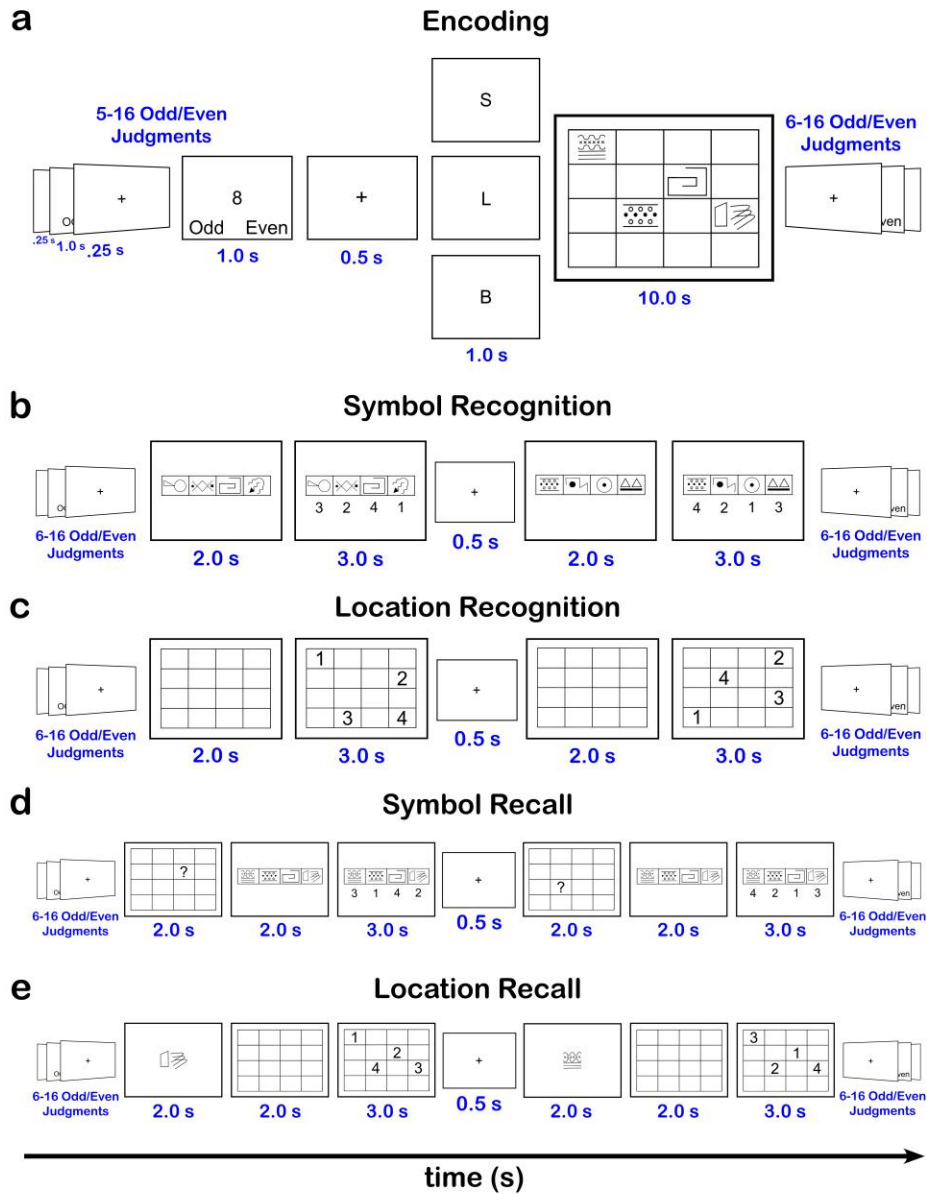 a
Encoding
5-16 Odd/Even
Judgments
+
8
Odd Even
+
S
L
B
6-16 Odd/Even
Judgments
+
ven
.25 s 1.0 s .25 s
1.0 s
0.5 s
1.0 s
10.0 s
b
Symbol Recognition
+
3 2 4 1
+
4 2 1 3
+
ven
6-16 Odd/Even
Judgments
2.0 s
3.0 s
0.5 s
2.0 s
3.0 s
6-16 Odd/Even
Judgments
c
Location Recognition
+
1
2
3 4
+
2
4
3
1
+
ven
6-16 Odd/Even
Judgments
2.0 s
3.0 s
0.5 s
2.0 s
3.0 s
6-16 Odd/Even
Judgments
d
Symbol Recall
+
?
3 1 4 2
+
?
4 2 1 3
+
ven
6-16 Odd/Even
Judgments
2.0 s
2.0 s
3.0 s
0.5 s
2.0 s
2.0 s
3.0 s
6-16 Odd/Even
Judgments
e
Location Recall
+
1
2
4 3
+
3
1
2 4
+
ven
6-16 Odd/Even
Judgments
2.0 s
2.0 s
3.0 s
0.5 s
2.0 s
2.0 s
3.0 s
6-16 Odd/Even
Judgments
time (s)